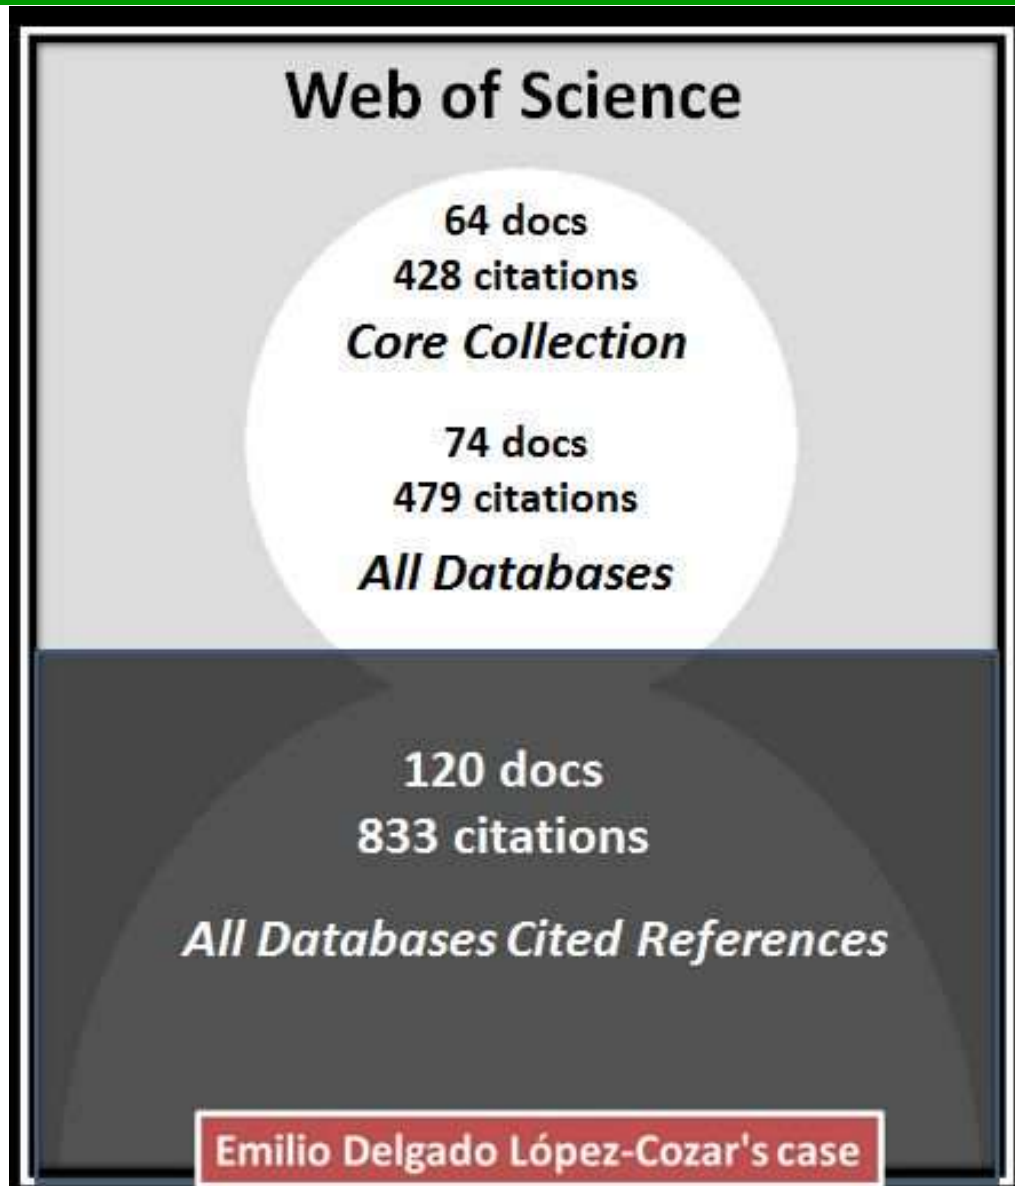 Web of Science
64 docs
428 citations
Core Collection
74 docs
479 citations
All Databases
120 docs
833 citations
All Databases Cited References
Emilio Delgado López-Cozar's case